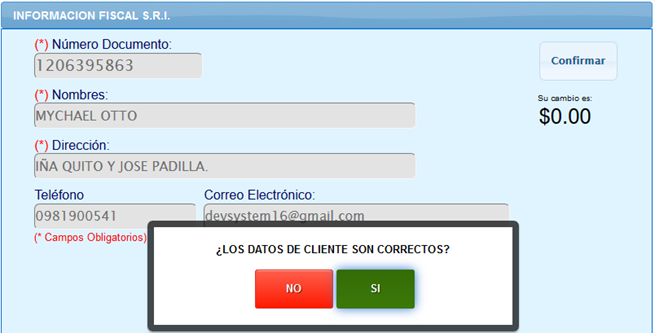 INFORMACION FISCAL S.R.I.
(*) Número Documento:
1206395863
Confirmar
(*) Nombres:
MYCHAEL OTTO
Su cambio es:
$0.00
(*) Dirección:
IÑA QUITO Y JOSE PADILLA.
Teléfono Correo Electrónico:
0981900541 devsystem16@gmail.com
(* Campos Obligatorios)
¿LOS DATOS DE CLIENTE SON CORRECTOS?
NO SI